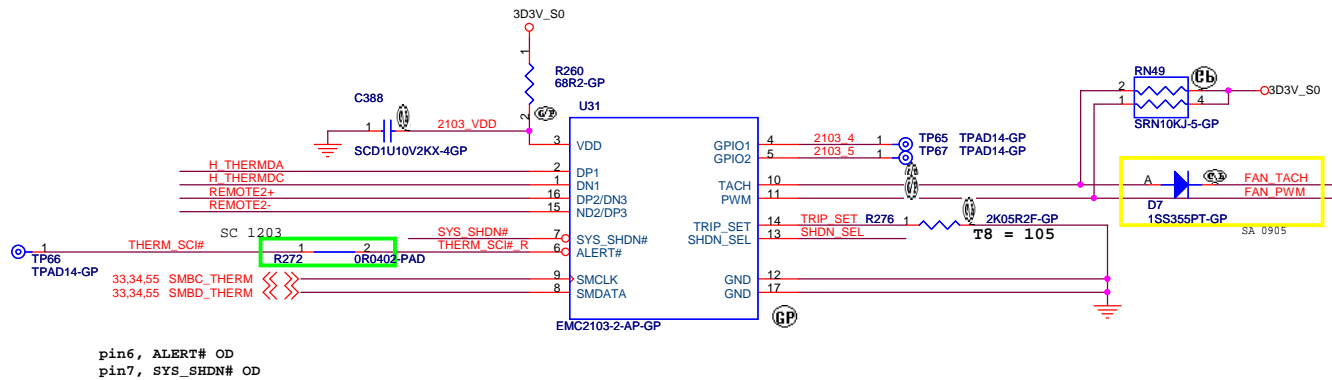 3D3V_S0
1
R260
68R2-GP
2
C388
1
2103_VDD
SCD1U10V2KX-4GP
U31
RN49
2
1
4
3D3V_S0
SRN10KJ-5-GP
3 VDD
GPIO1 4 2103_4 1 TP65 TPAD14-GP
GPIO2 5 2103_5 1 TP67 TPAD14-GP
H_THERMDA 2 DP1
H_THERMDC 1 DN1
REMOTE2+ 16 DP2/DN3
REMOTE2- 15 ND2/DP3
TACH 10
PWM 11
A
FAN_TACH
FAN_PWM
D7
1SS355PT-GP
SA 0905
TRIP_SET 14 TRIP_SET R276 1 2K05R2F-GP
SHDN_SEL 13 SHDN_SEL
T8 = 105
SC 1203
SYS_SHDN# 7 SYS_SHDN#
1 THERM_SCI# 1 2 THERM_SCI#_R 6 ALERT#
TP66
TPAD14-GP
R272 0R0402-PAD
33,34,55 SMBC_THERM 9 SMCLK
33,34,55 SMBD_THERM 8 SMDATA
GND 12
GND 17
EMC2103-2-AP-GP
GP
pin6, ALERT# OD
pin7, SYS_SHDN# OD